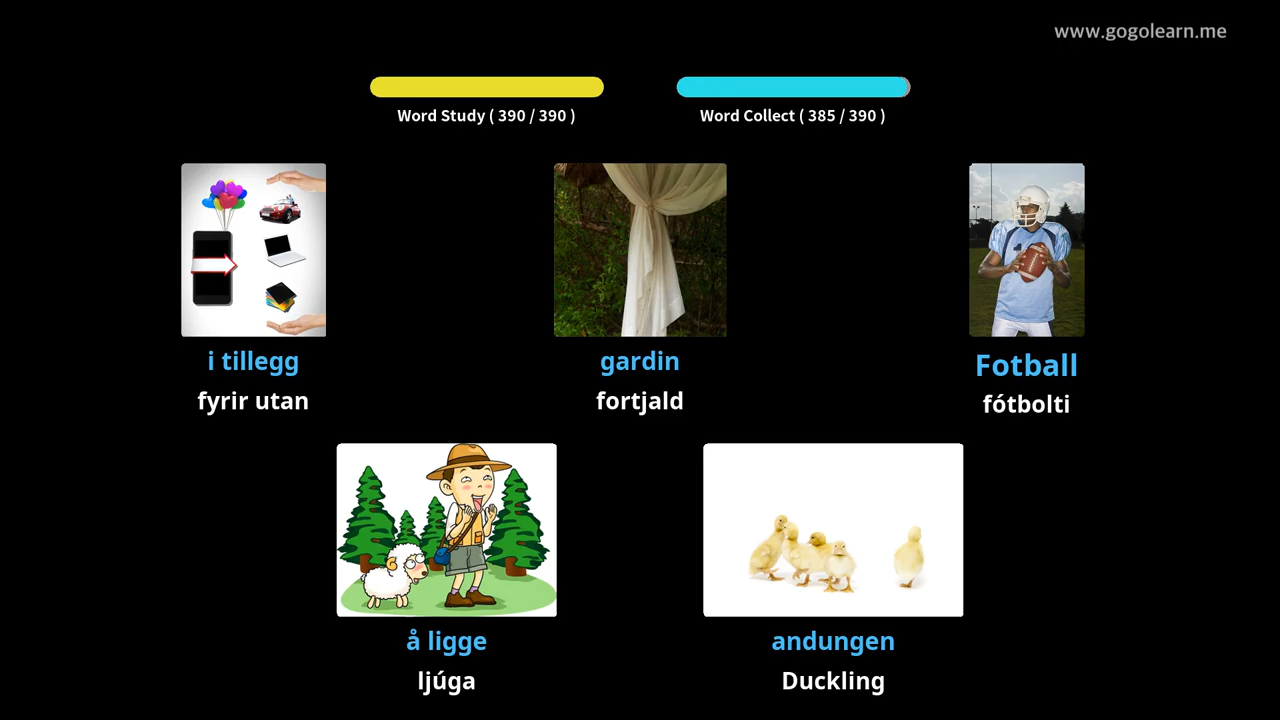 www.gogolearn.me
Word Study ( 390 / 390 )
Word Collect ( 385 / 390 )
i tillegg
fyrir utan
gardin
fortjald
Fotball
fótbolti
å ligge
ljúga
andungen
Duckling